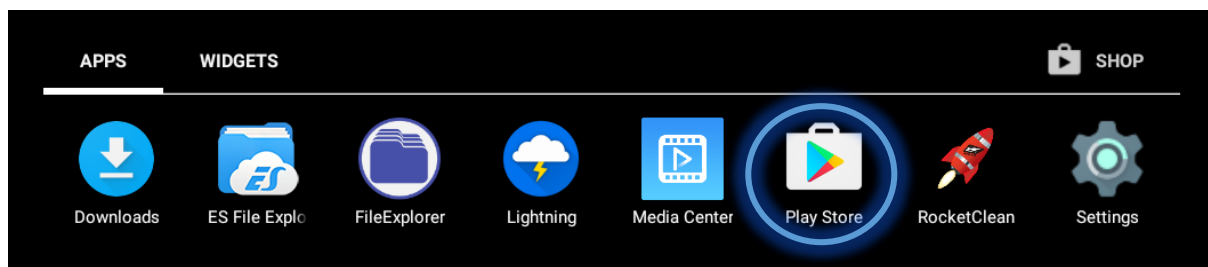 APPS WIDGETS SHOP
Downloads ES File Explo FileExplorer Lightning Media Center Play Store RocketClean Settings